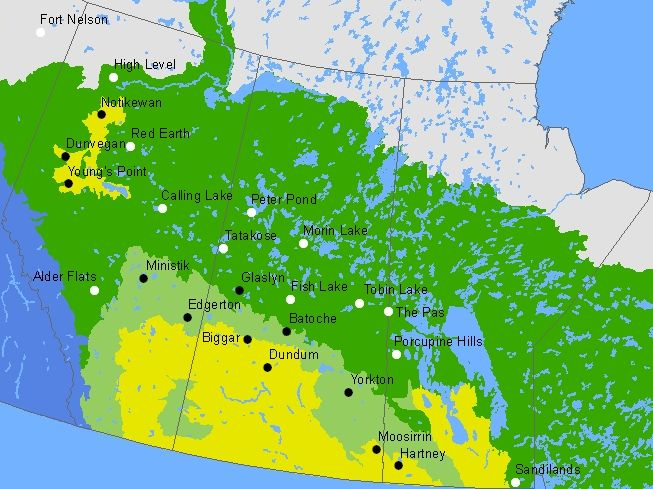 Fort Nelson
High Level
Notikewan
Red Earth
Dunvegan
Young's Point
Calling Lake
Peter Pond
Tatakose
Morin Lake
Ministik
Alder Flats
Glaslyn
Fish Lake
Tobin Lake
Edgerton
The Pas
Batoche
Biggar
Porcupine Hills
Dundum
Yorkton
Moosirrin
Hartney
Sandilands